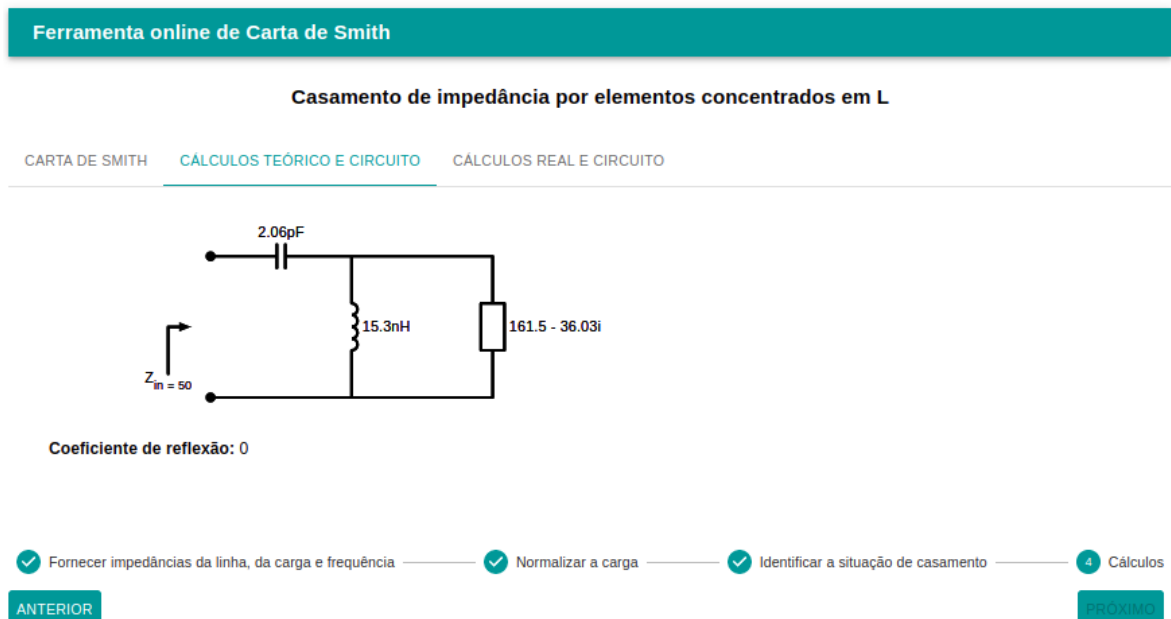 Ferramenta online de Carta de Smith
Casamento de impedância por elementos concentrados em L
CARTA DE SMITH CÁLCULOS TEÓRICO E CIRCUITO CÁLCULOS REAL E CIRCUITO
2.06pF
15.3nH 161.5 - 36.03i
Zin = 50
Coeficiente de reflexão: 0
Fornecer impedâncias da linha, da carga e frequência Normalizar a carga Identificar a situação de casamento 4 Cálculos
ANTERIOR PRÓXIMO